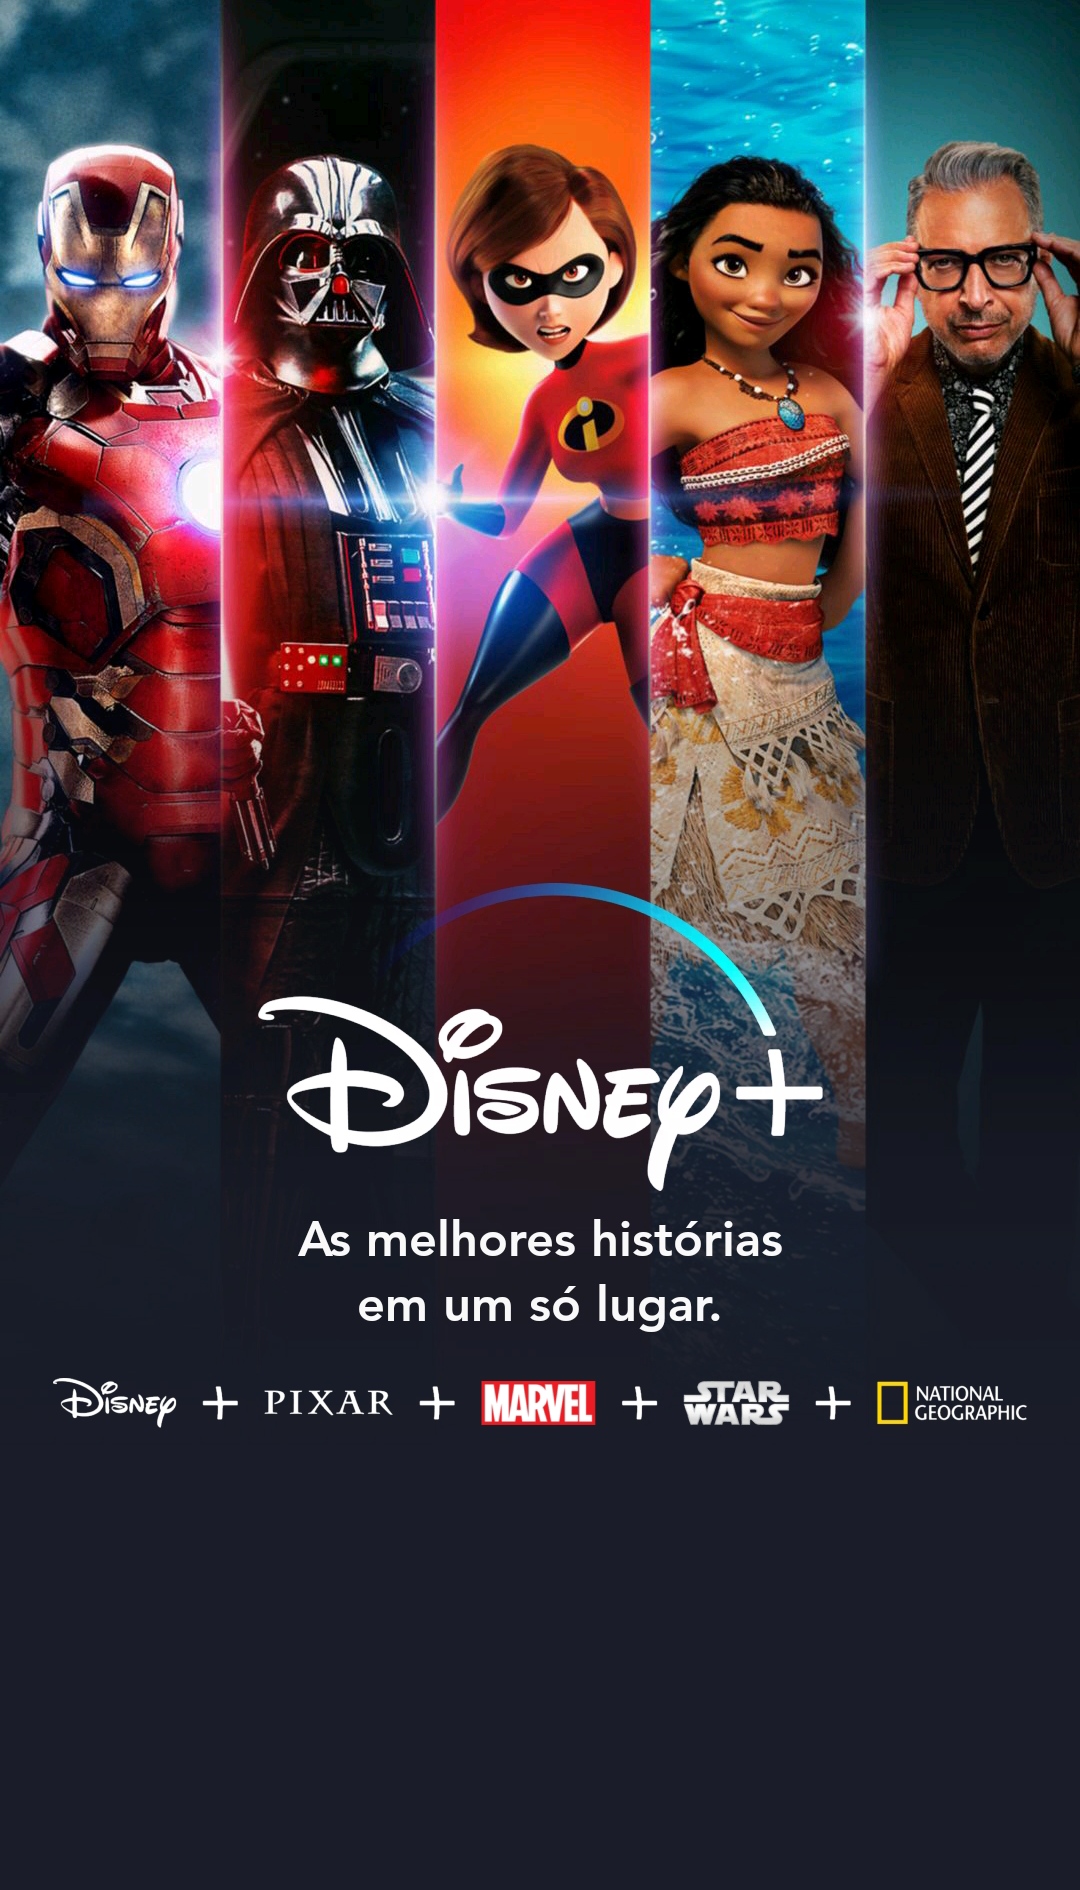 Disney+
As melhores histórias
em um só lugar.
Disney + PIXAR + MARVEL + STAR WARS + NATIONAL GEOGRAPHIC